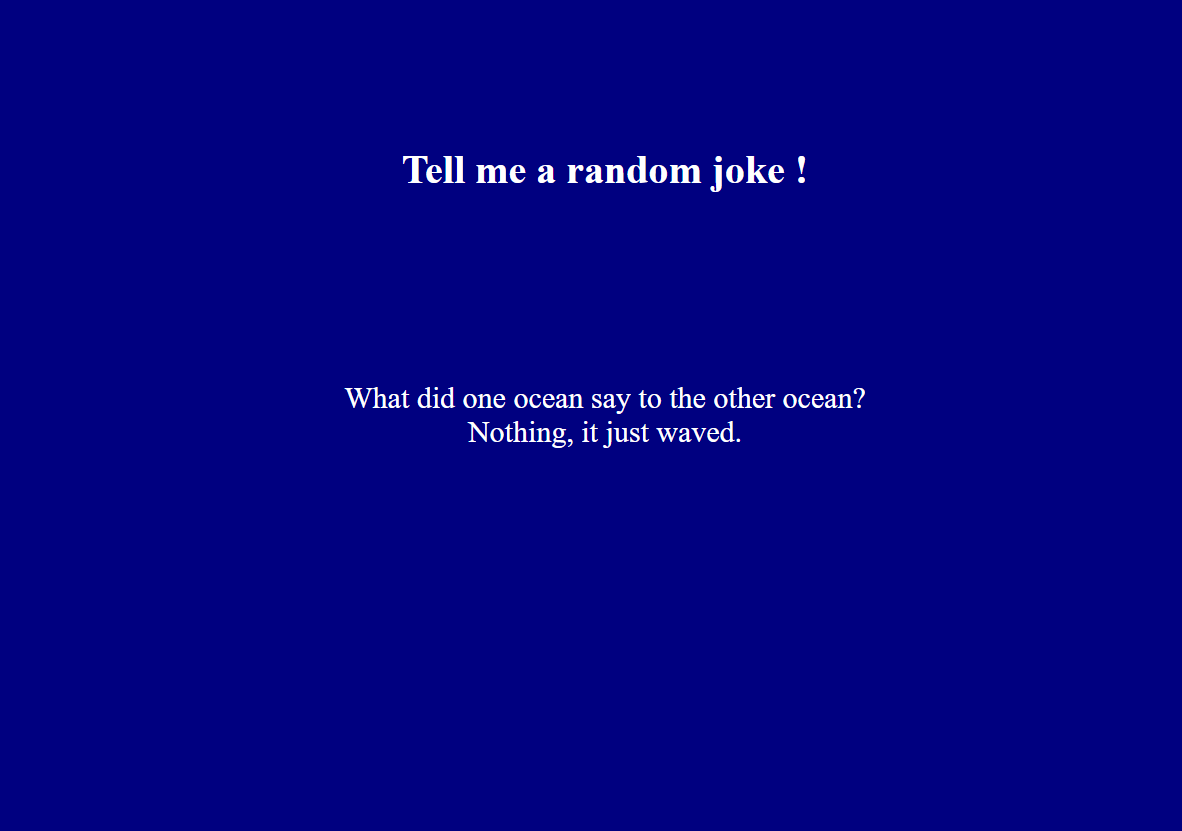 Tell me a random joke !
What did one ocean say to the other ocean?
Nothing, it just waved.